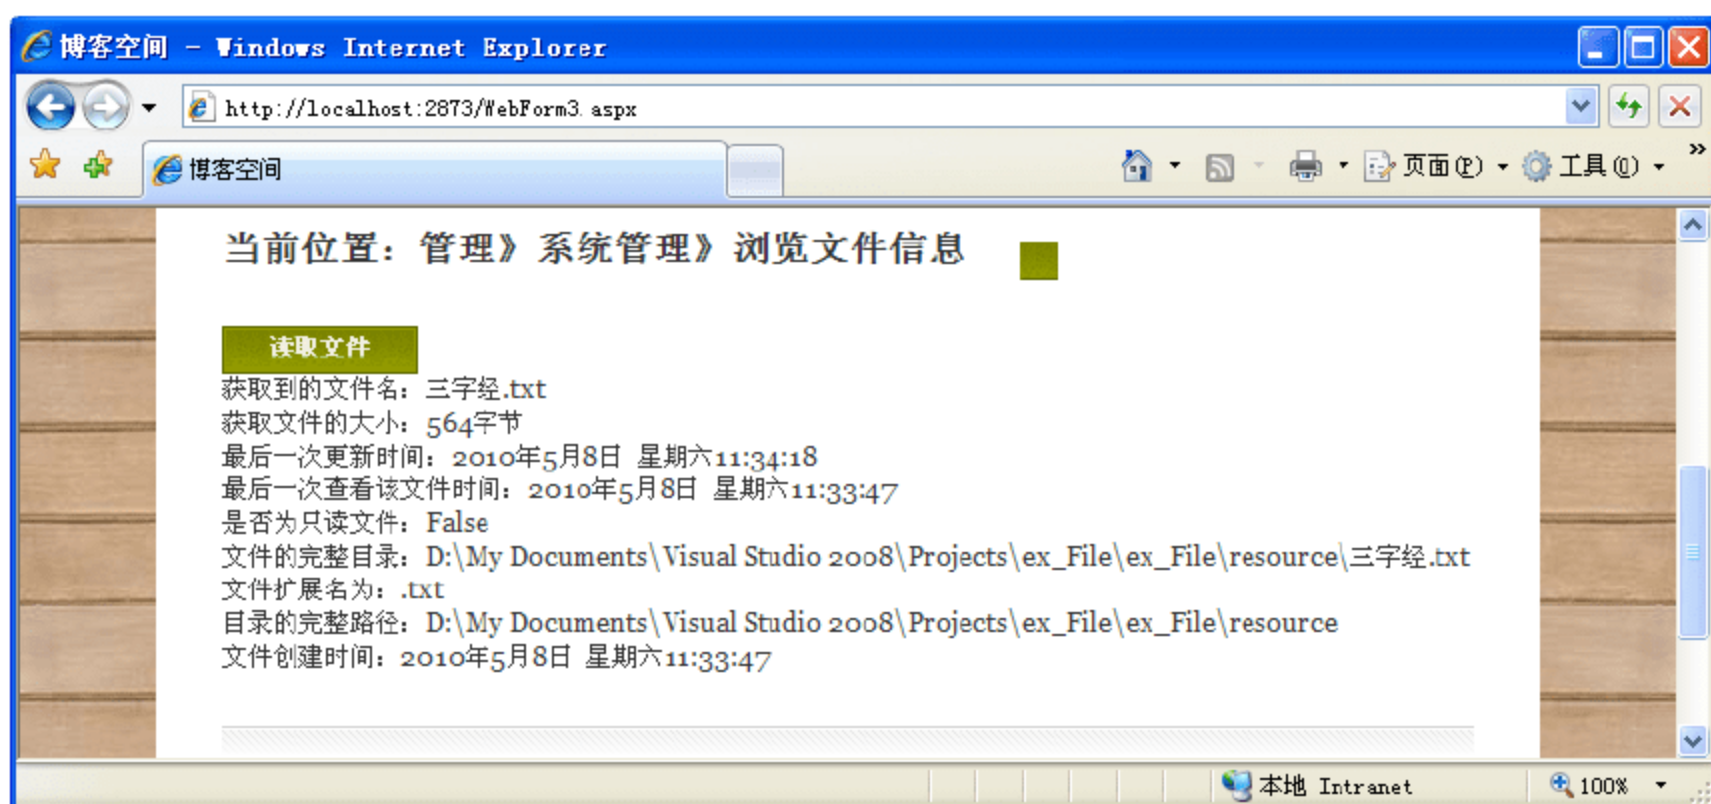 博客空间 - Windows Internet Explorer
http://localhost:2873/WebForm3.aspx
博客空间
页面(P)
工具(O)
»
当前位置：管理》系统管理》浏览文件信息
读取文件
获取到的文件名：三字经.txt
获取文件的大小：564字节
最后一次更新时间：2010年5月8日 星期六11:34:18
最后一次查看该文件时间：2010年5月8日 星期六11:33:47
是否为只读文件：False
文件的完整目录：D:\My Documents\Visual Studio 2008\Projects\ex_File\ex_File\resource\三字经.txt
文件扩展名为：.txt
目录的完整路径：D:\My Documents\Visual Studio 2008\Projects\ex_File\ex_File\resource
文件创建时间：2010年5月8日 星期六11:33:47
本地 Intranet
100%